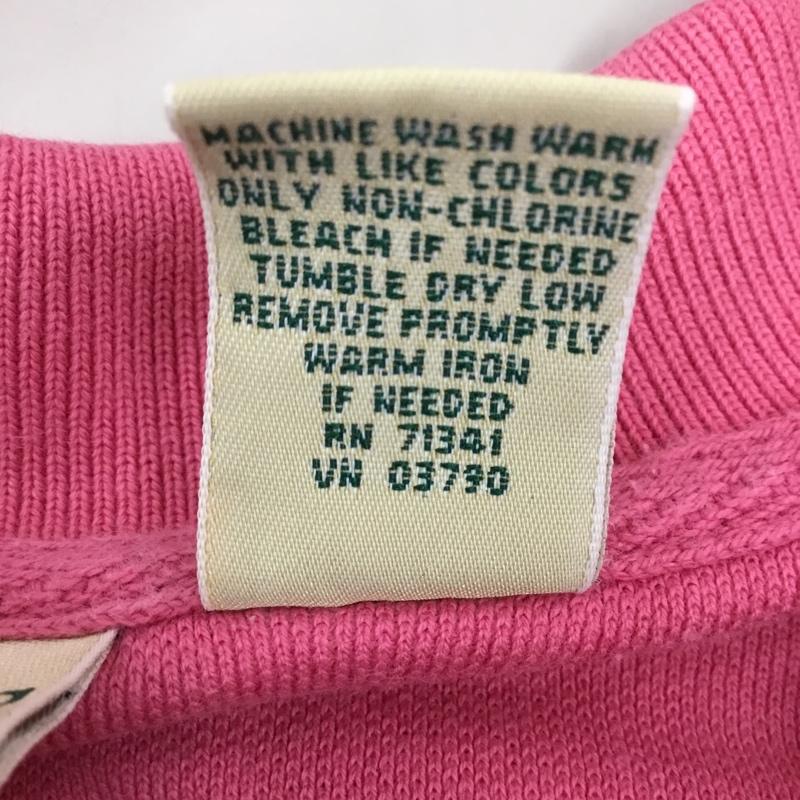 MACHINE WASH WARM
WITH LIKE COLORS
ONLY NON-CHLORINE
BLEACH IF NEEDED
TUMBLE DRY LOW
REMOVE PROMPTLY
WARM IRON
IF NEEDED
RN 71341
VN 03790